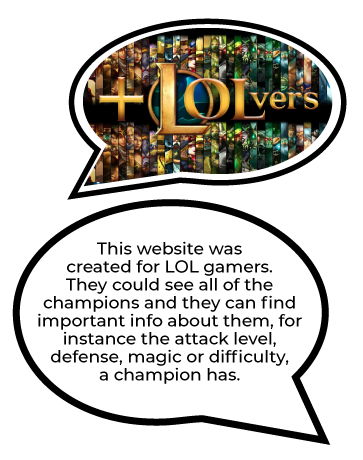 +LOLvers
This website was
created for LOL gamers.
They could see all of the
champions and they can find
important info about them, for
instance the attack level,
defense, magic or difficulty,
a champion has.